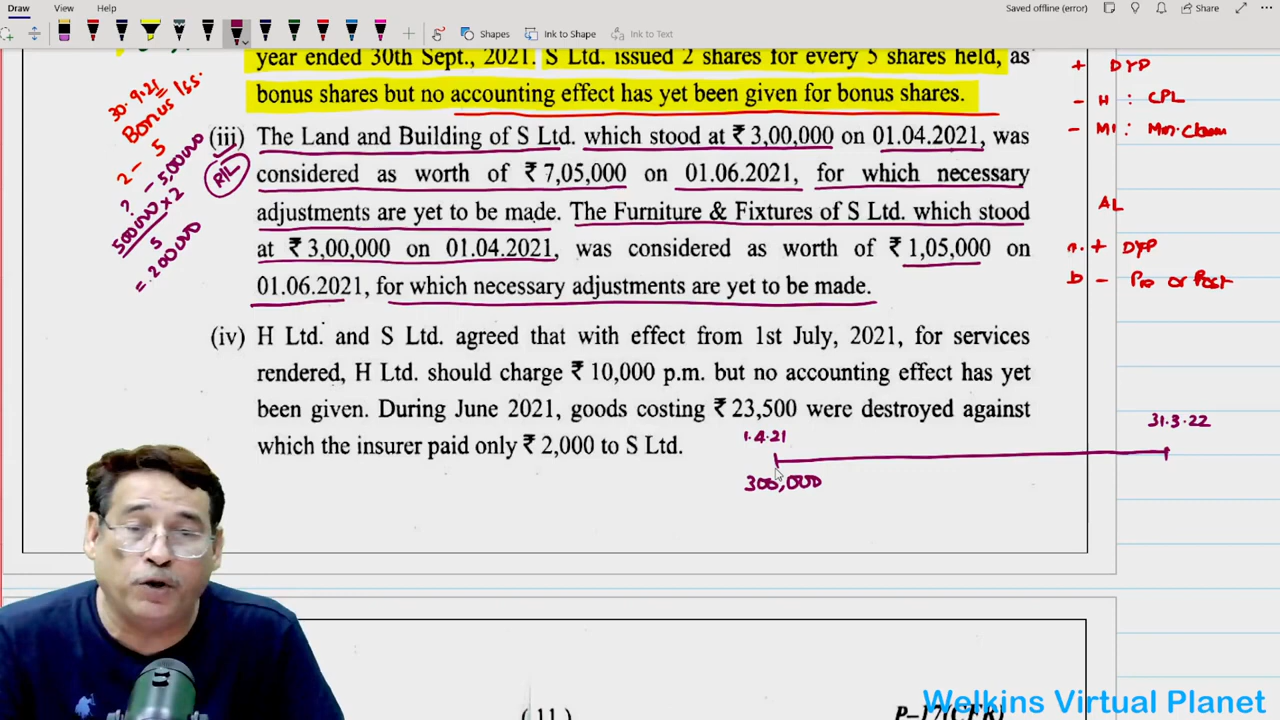 Draw View Help Saved offline (error) Share
Shapes Ink to Shape Ink to Text
year ended 30th Sept., 2021. S Ltd. issued 2 shares for every 5 shares held, as
bonus shares but no accounting effect has yet been given for bonus shares.
(iii) The Land and Building of S Ltd. which stood at ₹ 3,00,000 on 01.04.2021, was
considered as worth of ₹ 7,05,000 on 01.06.2021, for which necessary
adjustments are yet to be made. The Furniture & Fixtures of S Ltd. which stood
at ₹ 3,00,000 on 01.04.2021, was considered as worth of ₹ 1,05,000 on
01.06.2021, for which necessary adjustments are yet to be made.
(iv) H Ltd. and S Ltd. agreed that with effect from 1st July, 2021, for services
rendered, H Ltd. should charge ₹ 10,000 p.m. but no accounting effect has yet
been given. During June 2021, goods costing ₹ 23,500 were destroyed against
which the insurer paid only ₹ 2,000 to S Ltd.
30.9.21
Bonus Iss.
2 - 5
? - 5,00,000
500000 × 2
5
= 200000
R/L
+ DYP
- H : CPL
- MI : Min. Claim
AL
+ DYP
- Pre or Post
1.4.21
31.3.22
300,000
( 11 )
P-17(CFR)
Welkins Virtual Planet